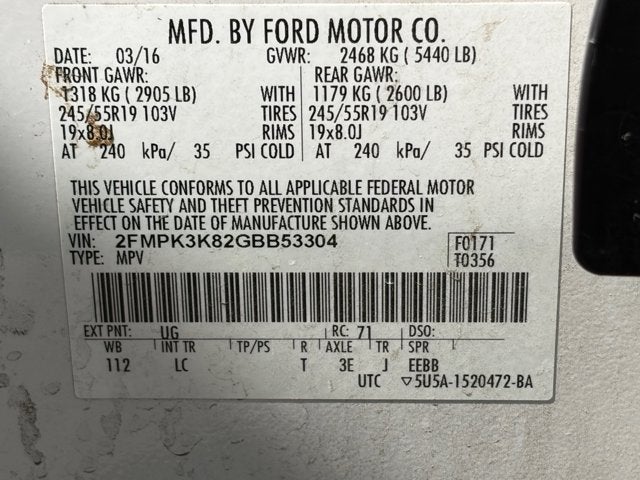 MFD. BY FORD MOTOR CO.
DATE: 03/16 GVWR: 2468 KG ( 5440 LB)
FRONT GAWR: REAR GAWR:
1318 KG ( 2905 LB) WITH 1179 KG ( 2600 LB) WITH
245/55R19 103V TIRES 245/55R19 103V TIRES
19x8.0J RIMS 19x8.0J RIMS
AT 240 kPa/ 35 PSI COLD AT 240 kPa/ 35 PSI COLD
THIS VEHICLE CONFORMS TO ALL APPLICABLE FEDERAL MOTOR
VEHICLE SAFETY AND THEFT PREVENTION STANDARDS IN
EFFECT ON THE DATE OF MANUFACTURE SHOWN ABOVE.
VIN: 2FMPK3K82GBB53304 F0171
TYPE: MPV T0356
EXT PNT: UG RC: 71 DSO:
WB INT TR TP/PS R AXLE TR SPR
112 LC T 3E J EEBB
UTC ▽5U5A-1520472-BA